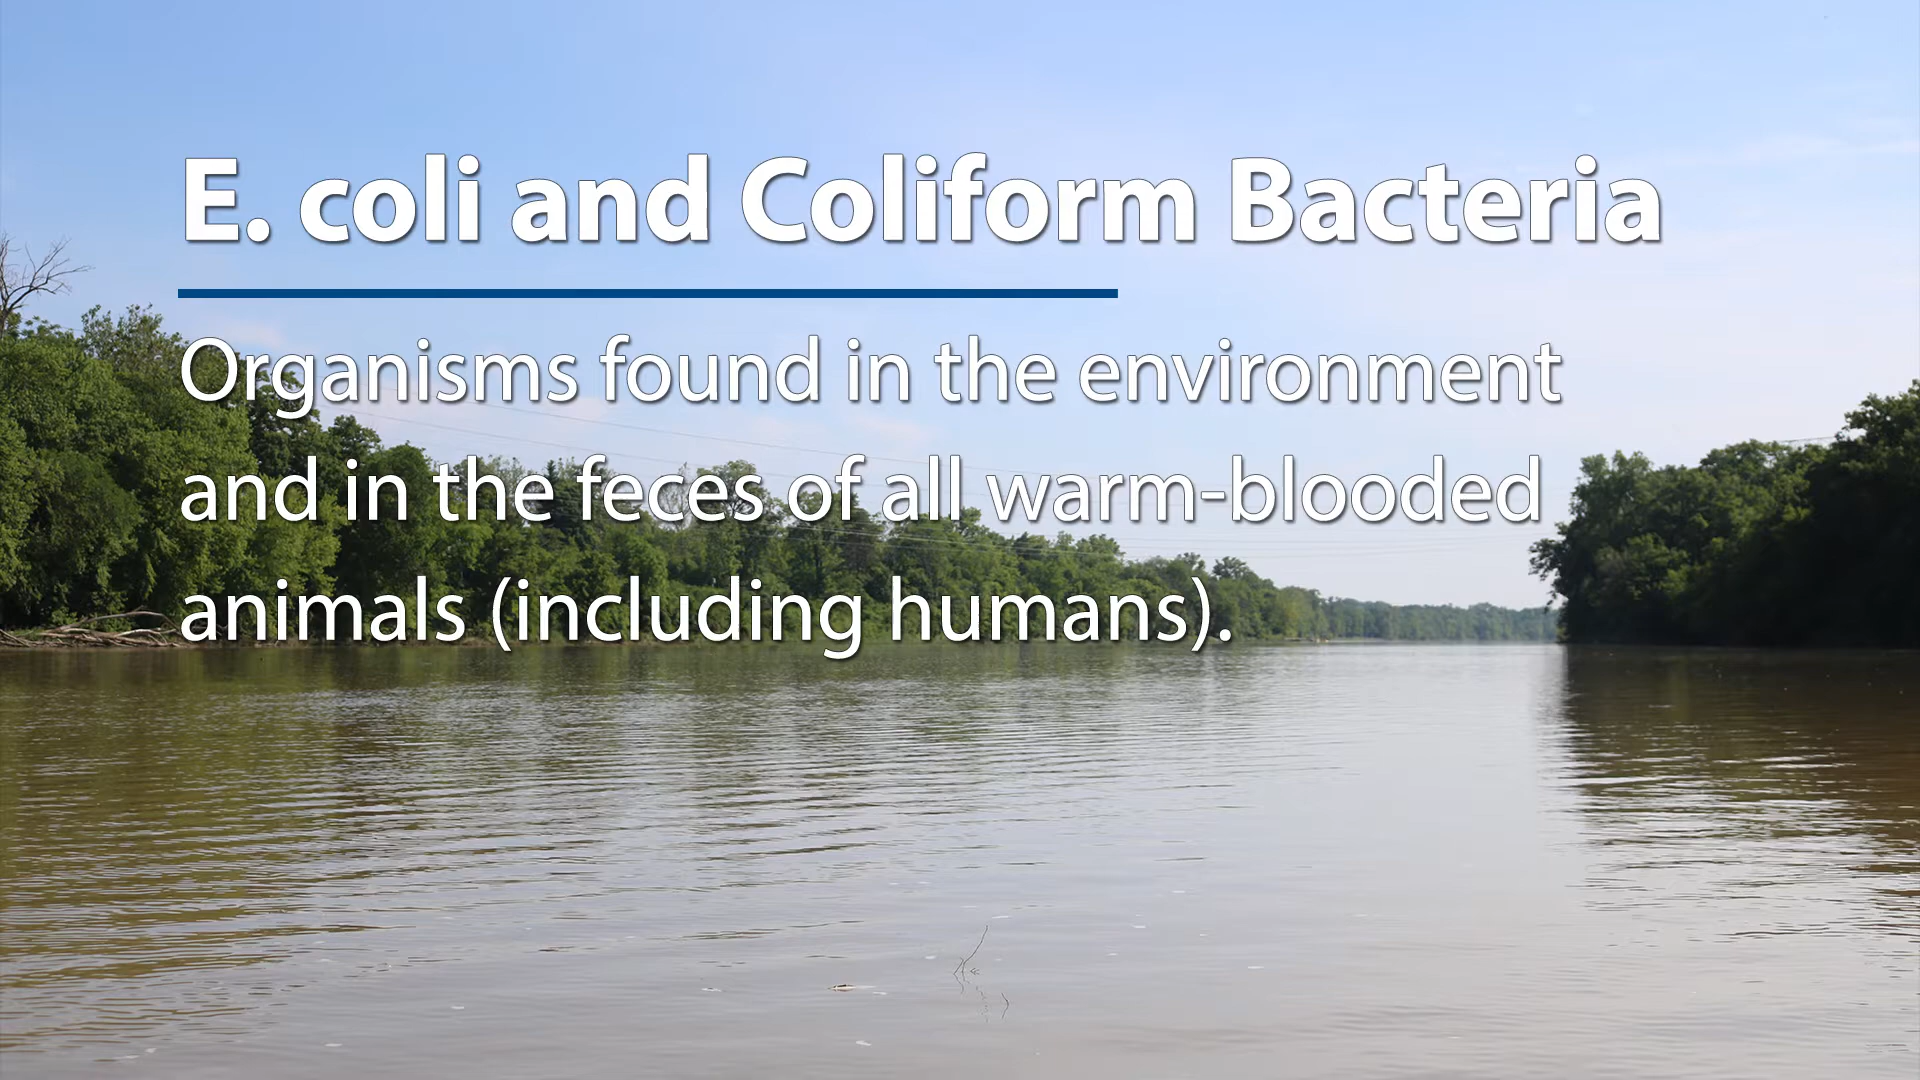 E. coli and Coliform Bacteria
Organisms found in the environment
and in the feces of all warm-blooded
animals (including humans).